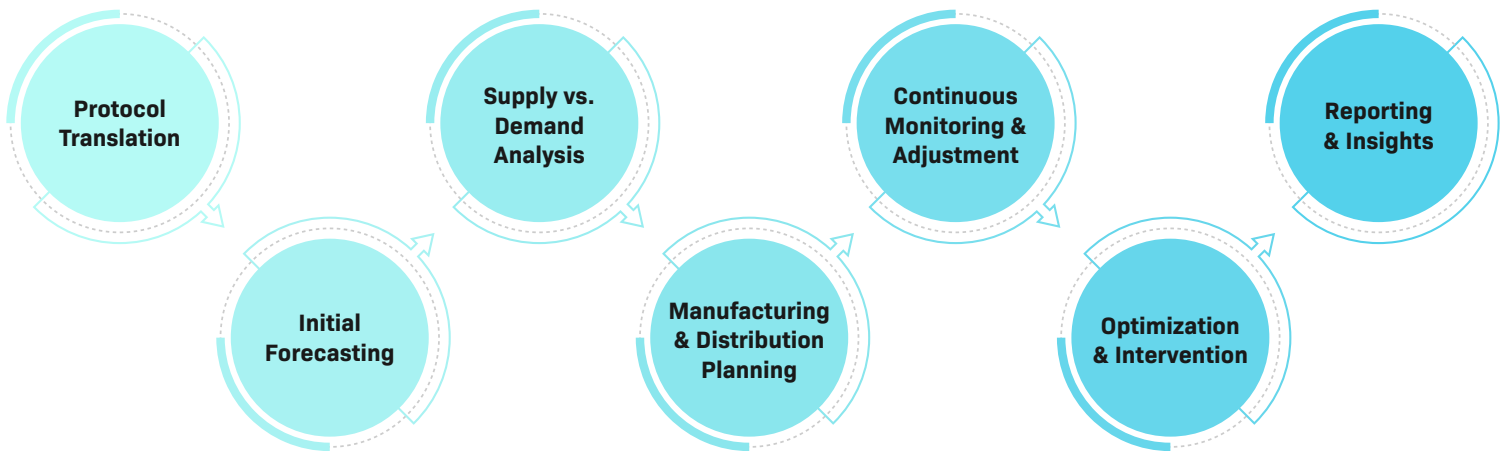 Protocol
Translation
Initial
Forecasting
Supply vs.
Demand
Analysis
Manufacturing
& Distribution
Planning
Continuous
Monitoring &
Adjustment
Optimization
& Intervention
Reporting
& Insights